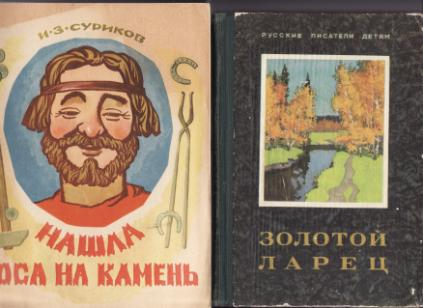 И·З·СУРИКОВ
НАШЛА
ОСА НА КАМЕНЬ
РУССКИЕ ПИСАТЕЛИ ДЕТЯМ
ЗОЛОТОЙ
ЛАРЕЦ